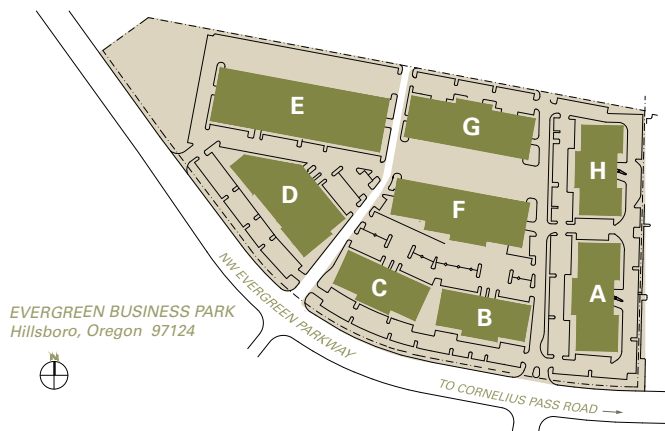 E
G
H
D
F
A
C
B
NW EVERGREEN PARKWAY
EVERGREEN BUSINESS PARK
Hillsboro, Oregon 97124
N
TO CORNELIUS PASS ROAD →